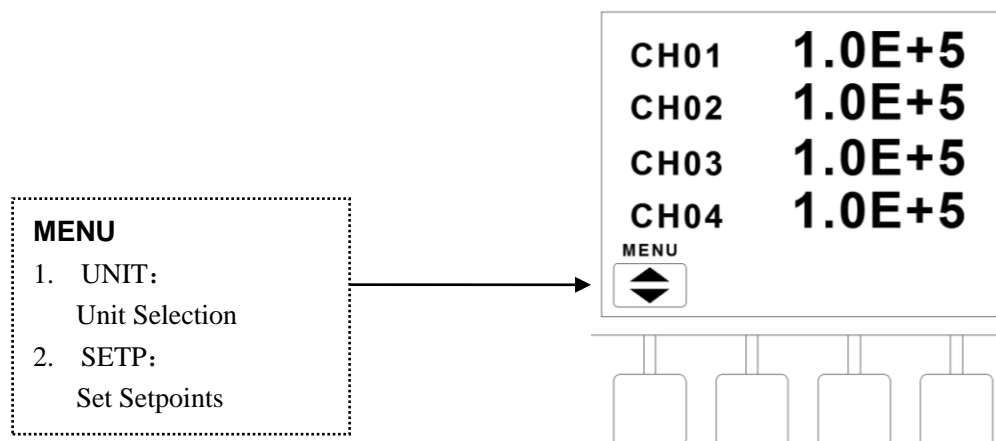 CH01 1.0E+5
CH02 1.0E+5
CH03 1.0E+5
CH04 1.0E+5
MENU
MENU
1. UNIT：
Unit Selection
2. SETP：
Set Setpoints